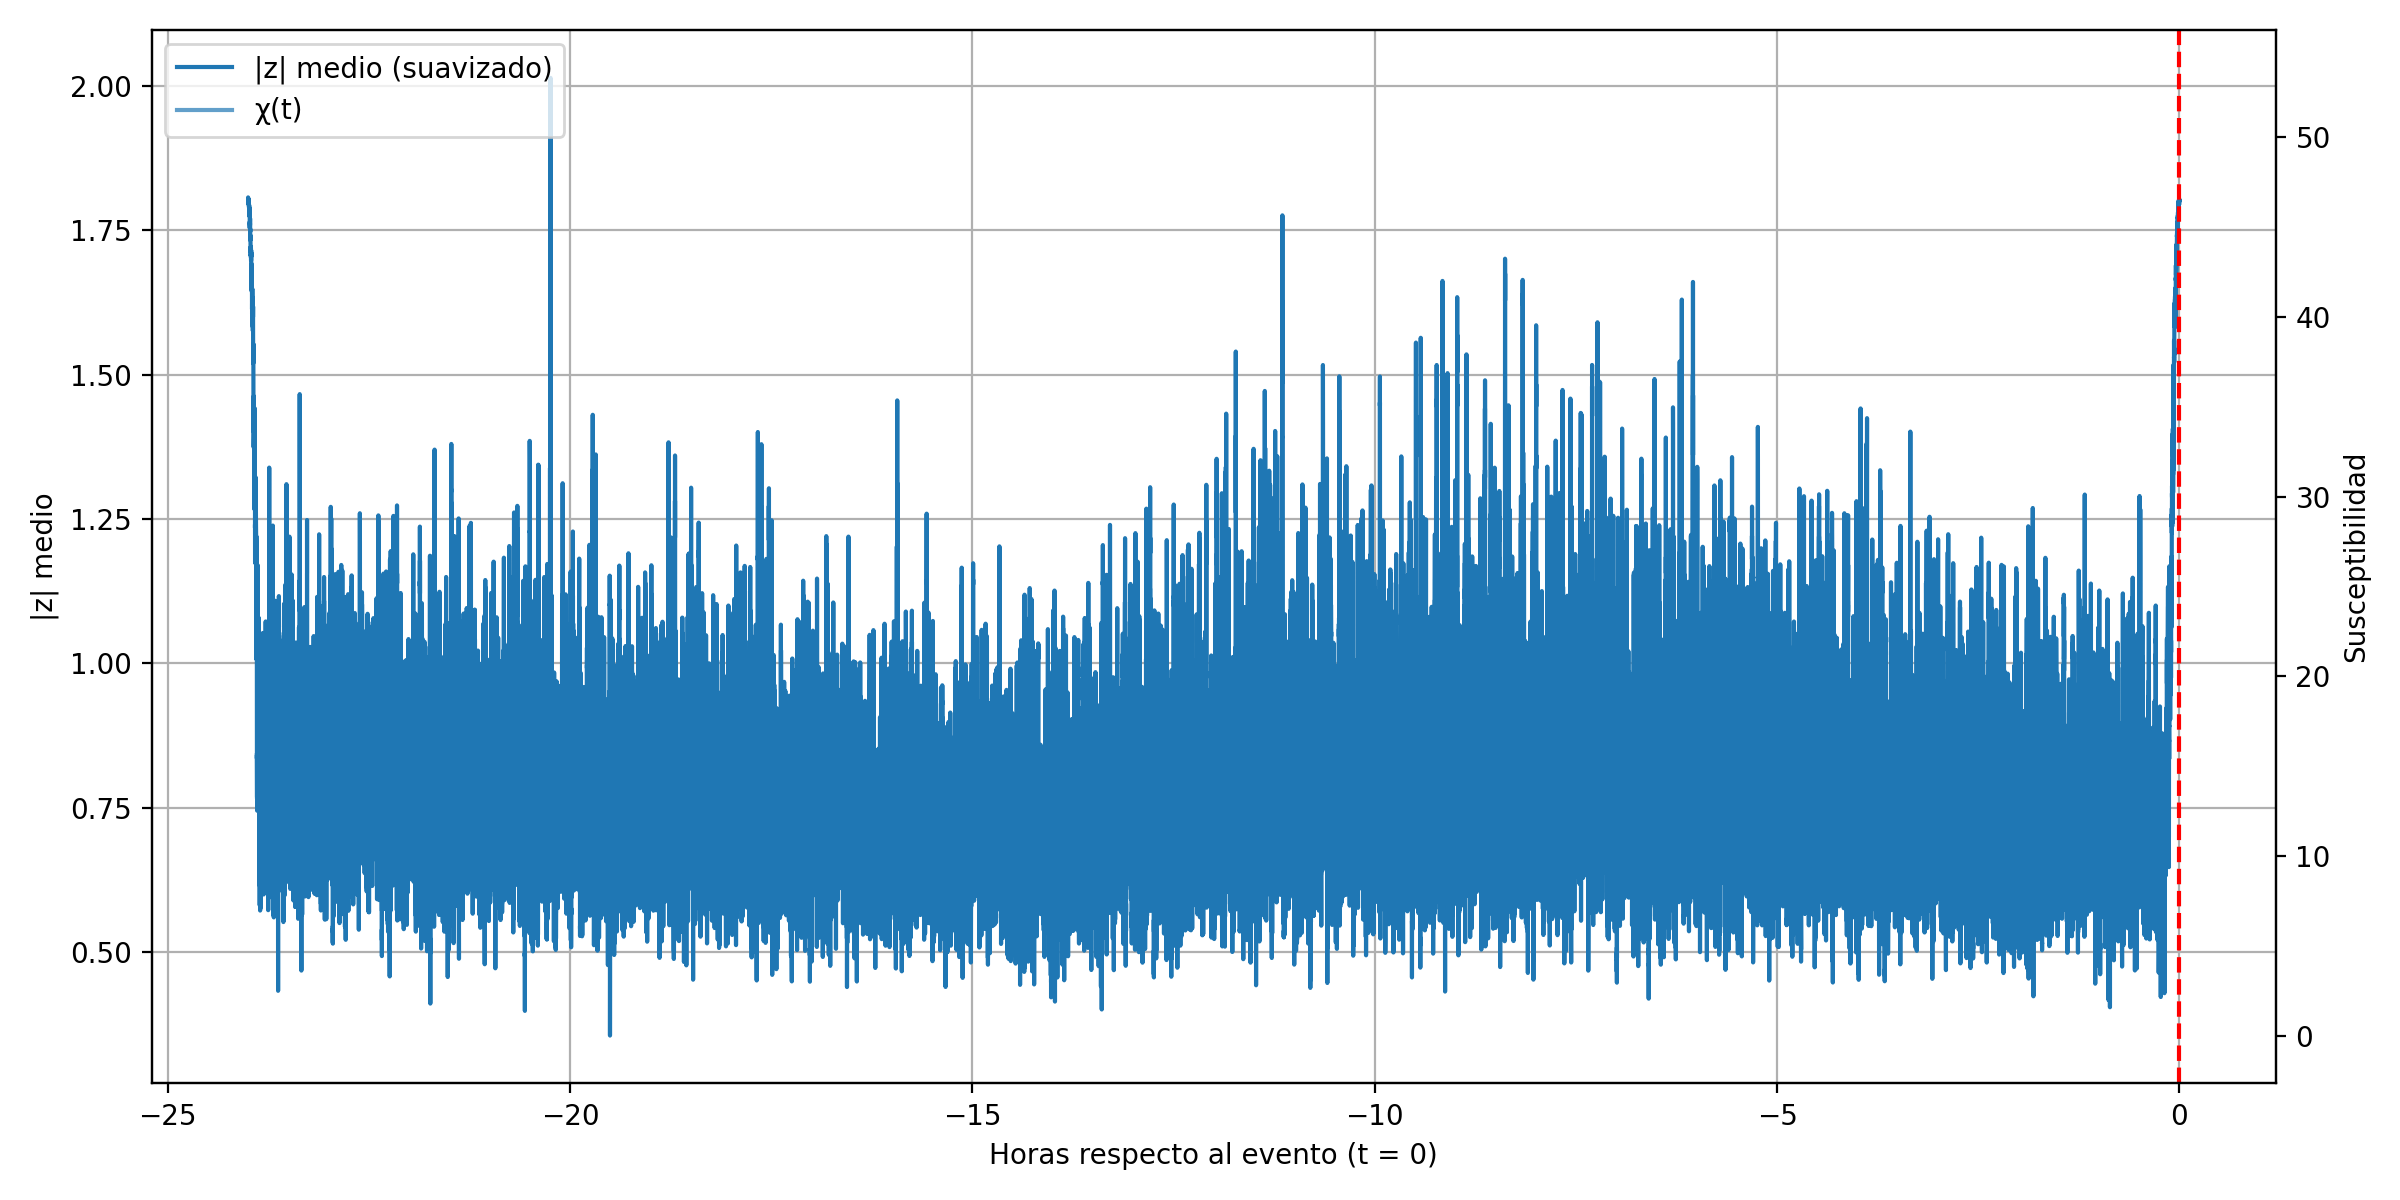 |z| medio (suavizado)
χ(t)
2.00
1.75
1.50
1.25
1.00
0.75
0.50
|z| medio
50
40
30
20
10
0
Susceptibilidad
−25 −20 −15 −10 −5 0
Horas respecto al evento (t = 0)